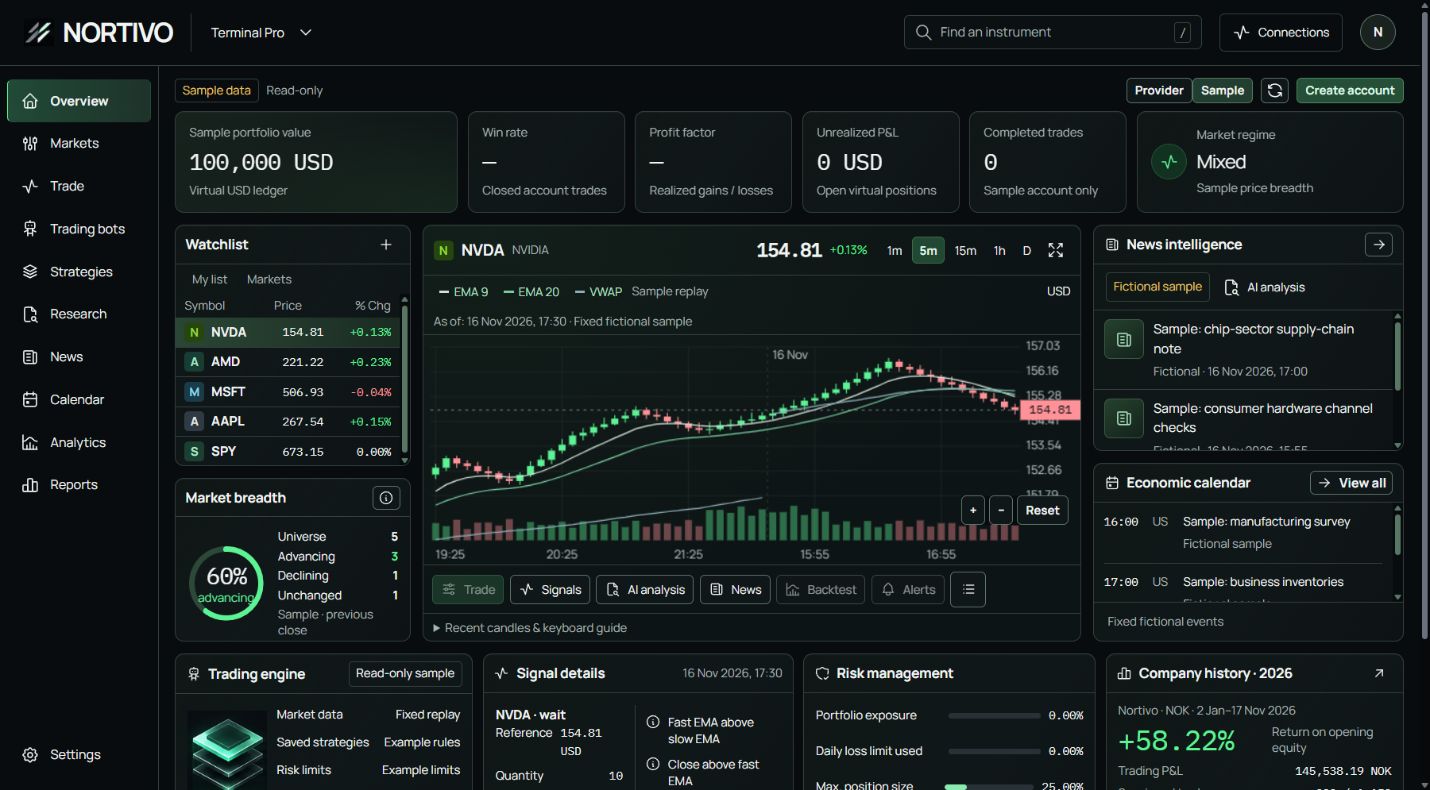 NORTIVO
Terminal Pro
Find an instrument
/
Connections
N
Overview
Markets
Trade
Trading bots
Strategies
Research
News
Calendar
Analytics
Reports
Settings
Sample data
Read-only
Provider
Sample
Create account
Sample portfolio value
100,000 USD
Virtual USD ledger
Win rate
—
Closed account trades
Profit factor
—
Realized gains / losses
Unrealized P&L
0 USD
Open virtual positions
Completed trades
0
Sample account only
Market regime
Mixed
Sample price breadth
Watchlist
+
My list Markets
Symbol Price % Chg
N NVDA 154.81 +0.13%
A AMD 221.22 +0.23%
M MSFT 506.93 -0.04%
A AAPL 267.54 +0.15%
S SPY 673.15 0.00%
Market breadth
60%
advancing
Universe 5
Advancing 3
Declining 1
Unchanged 1
Sample · previous
close
N NVDA NVIDIA
154.81 +0.13%
1m 5m 15m 1h D
EMA 9 EMA 20 VWAP Sample replay
USD
As of: 16 Nov 2026, 17:30 · Fixed fictional sample
16 Nov
157.03
156.16
155.28
154.81
154.41
153.54
152.66
151.79
+ - Reset
19:25 20:25 21:25 15:55 16:55
Trade Signals AI analysis News Backtest Alerts
Recent candles & keyboard guide
News intelligence
Fictional sample
AI analysis
Sample: chip-sector supply-chain
note
Fictional · 16 Nov 2026, 17:00
Sample: consumer hardware channel
checks
Fictional · 16 Nov 2026, 15:55
Economic calendar
View all
16:00 US Sample: manufacturing survey
Fictional sample
17:00 US Sample: business inventories
Fictional sample
Fixed fictional events
Trading engine
Read-only sample
Market data Fixed replay
Saved strategies Example rules
Risk limits Example limits
Signal details
16 Nov 2026, 17:30
NVDA · wait
Reference 154.81
USD
Quantity 10
Fast EMA above
slow EMA
Close above fast
EMA
Risk management
Portfolio exposure 0.00%
Daily loss limit used 0.00%
Max. position size 25.00%
Company history · 2026
Nortivo · NOK · 2 Jan–17 Nov 2026
+58.22%
Return on opening
equity
Trading P&L 145,538.19 NOK